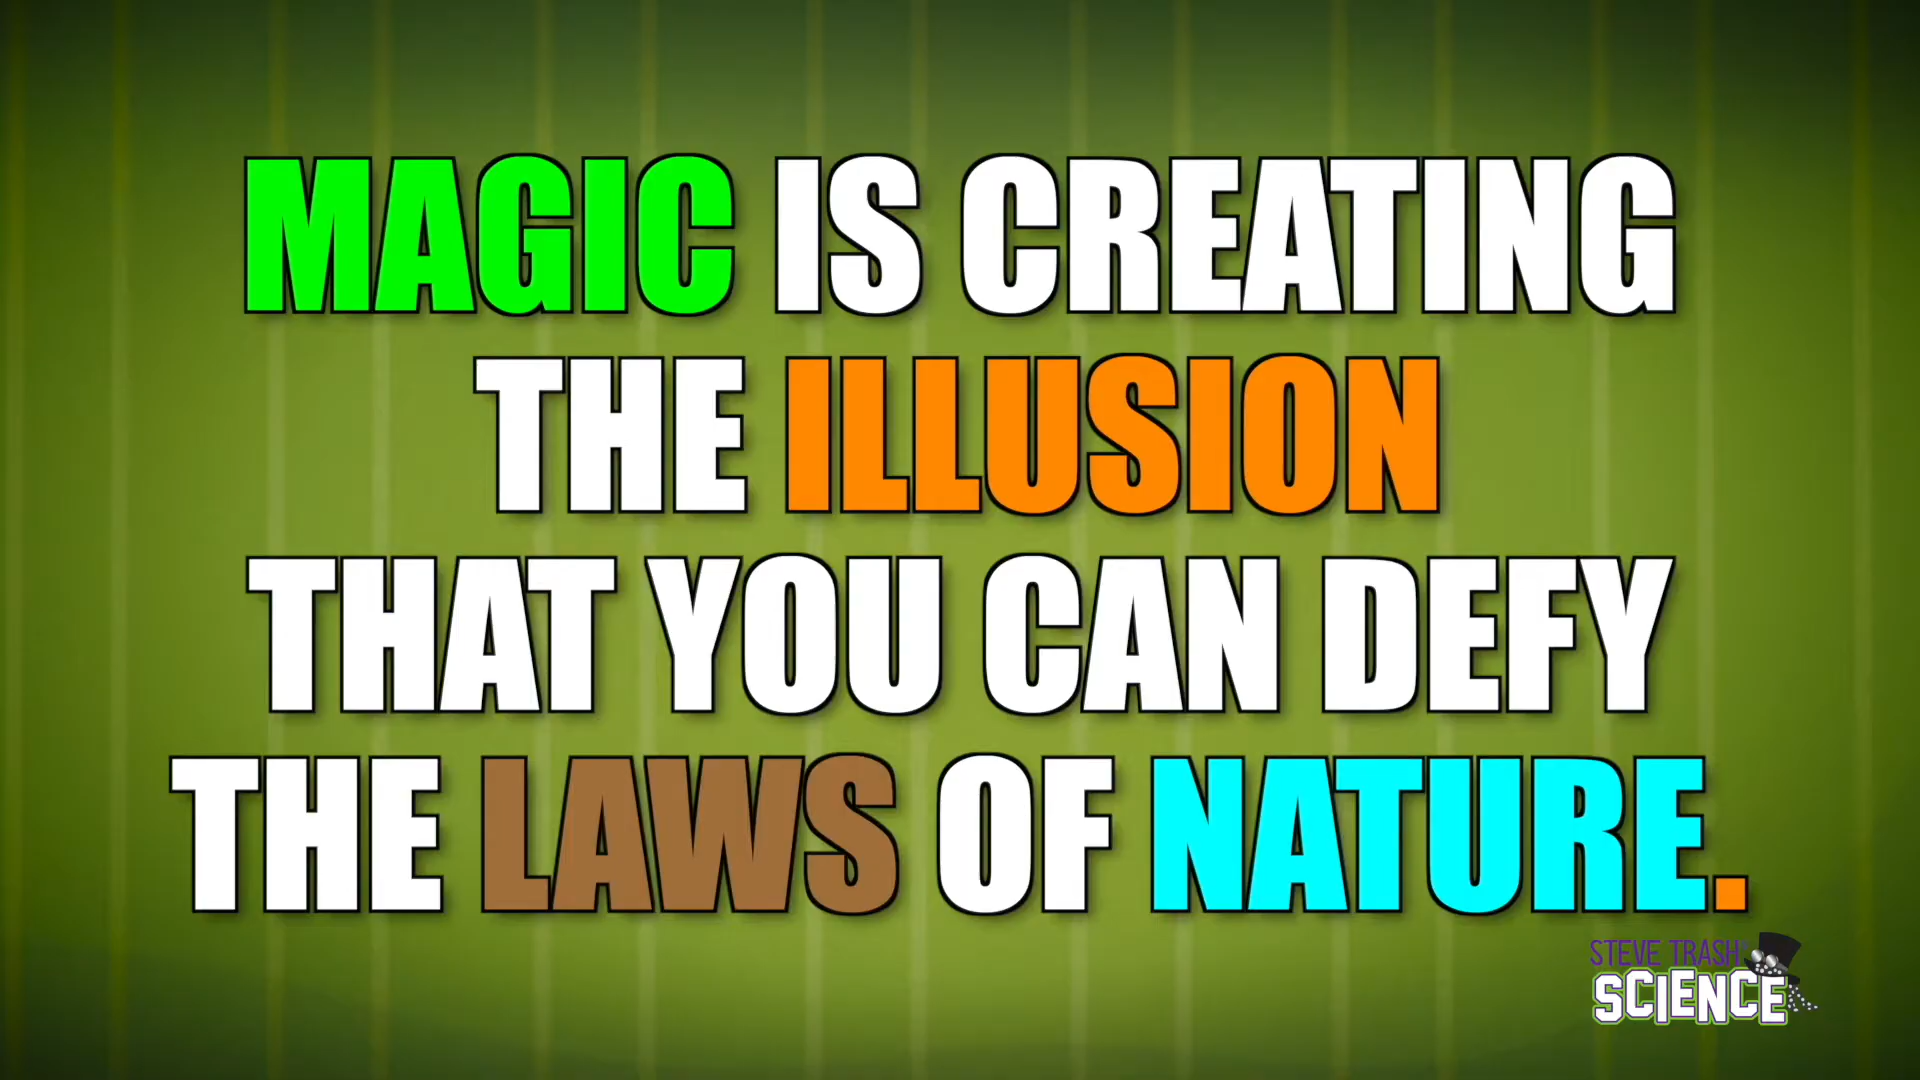 MAGIC IS CREATING
THE ILLUSION
THAT YOU CAN DEFY
THE LAWS OF NATURE.
STEVE TRASH
SCIENCE